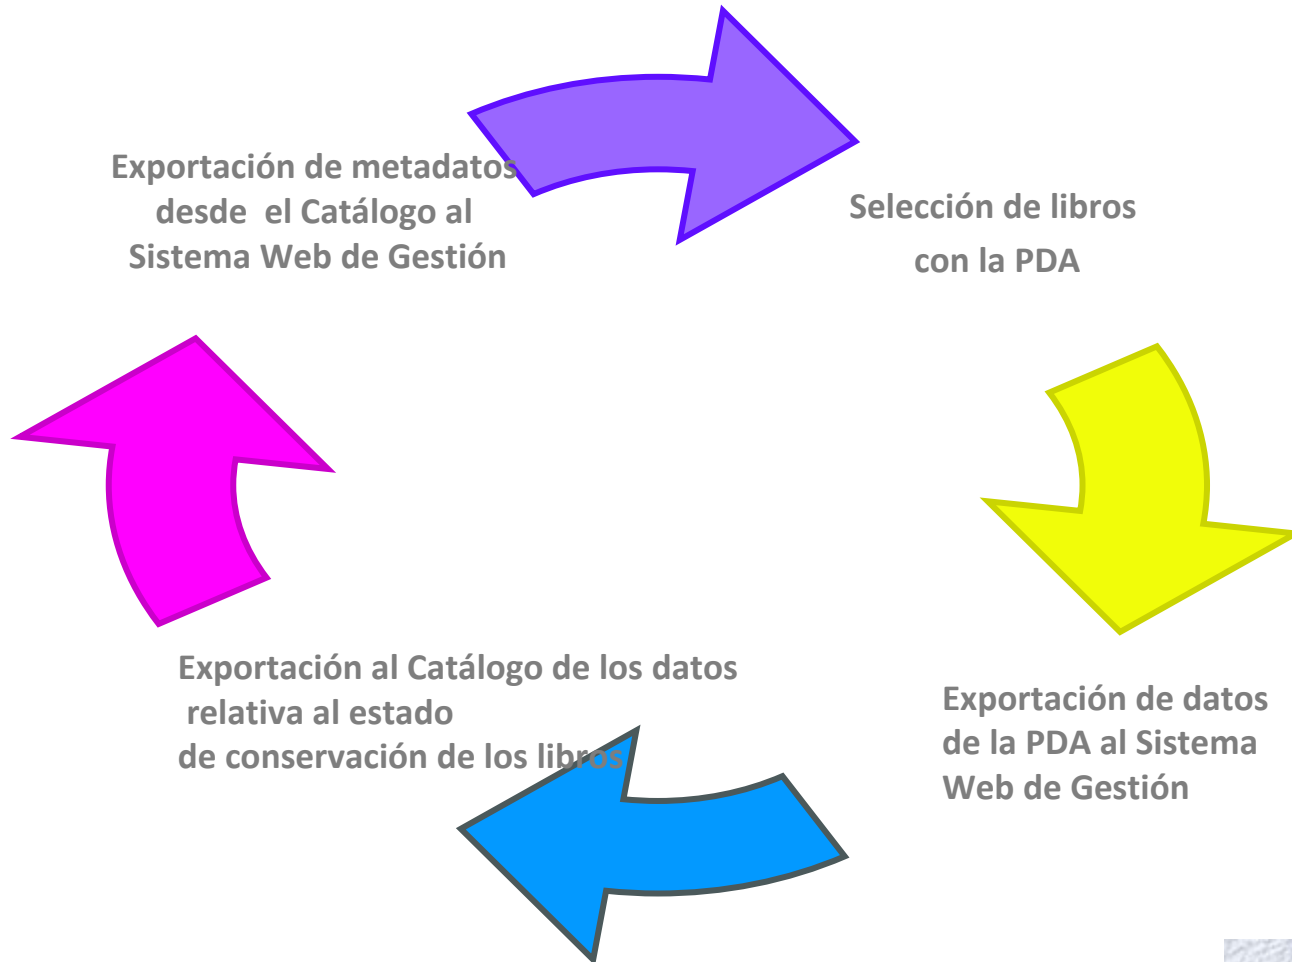 Exportación de metadatos
desde el Catálogo al
Sistema Web de Gestión
Selección de libros
con la PDA
Exportación al Catálogo de los datos
relativa al estado
de conservación de los libros
Exportación de datos
de la PDA al Sistema
Web de Gestión